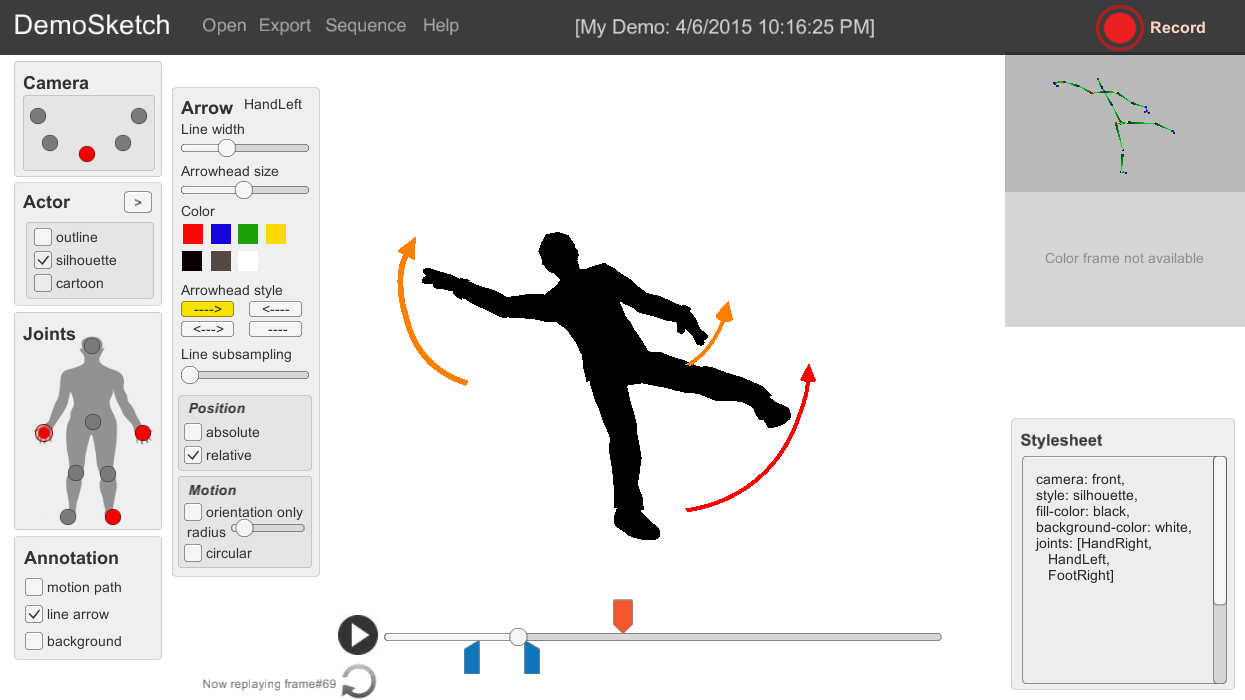 DemoSketch
Open Export Sequence Help
[My Demo: 4/6/2015 10:16:25 PM]
Record
Camera
Actor
>
outline
silhouette
cartoon
Joints
Annotation
motion path
line arrow
background
Arrow HandLeft
Line width
Arrowhead size
Color
Arrowhead style
----> <----
<---> ----
Line subsampling
Position
absolute
relative
Motion
orientation only
radius
circular
Now replaying frame#69
Color frame not available
Stylesheet
camera: front,
style: silhouette,
fill-color: black,
background-color: white,
joints: [HandRight,
HandLeft,
FootRight]